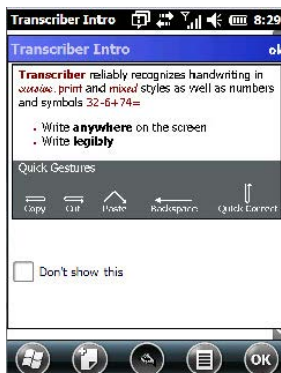 Transcriber Intro 8:29
Transcriber Intro ok
Transcriber reliably recognizes handwriting in
cursive, print and mixed styles as well as numbers
and symbols 32-6+74=
• Write anywhere on the screen
• Write legibly
Quick Gestures
Copy Cut Paste Backspace Quick Correct
Don't show this
OK